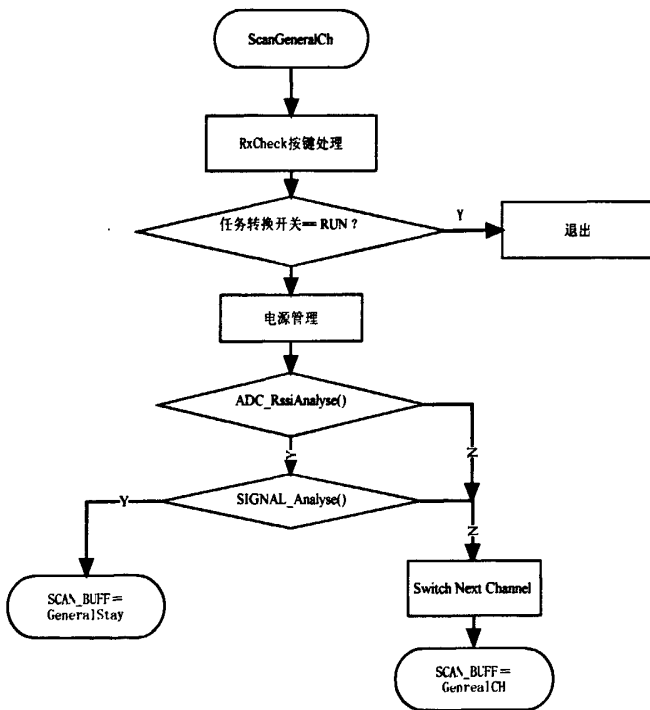 ScanGeneralCh
RxCheck按键处理
任务转换开关== RUN ?
Y
退出
电源管理
ADC_RssiAnalyse()
Y
N
SIGNAL_Analyse()
Y
N
Switch Next Channel
SCAN_BUFF=
GeneralStay
SCAN_BUFF=
GenrealCH